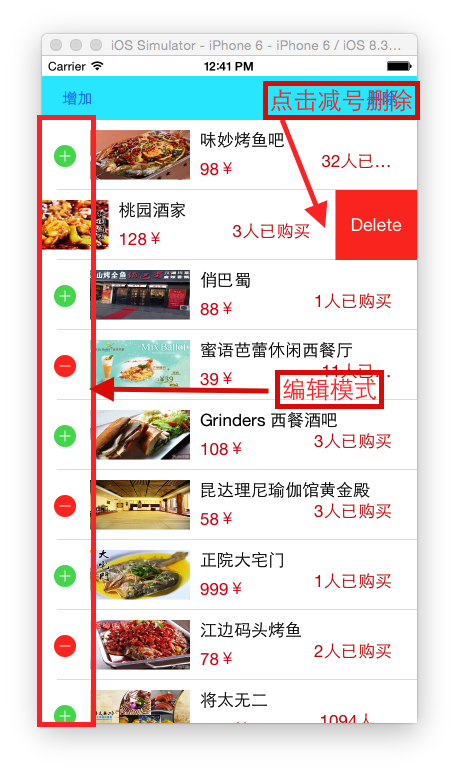 iOS Simulator - iPhone 6 - iPhone 6 / iOS 8.3...
Carrier 12:41 PM
增加
点击减号删除
味妙烤鱼吧
98￥ 32人已...
桃园酒家
128￥ 3人已购买
Delete
俏巴蜀
88￥ 1人已购买
蜜语芭蕾休闲西餐厅
39￥ 11人已...
编辑模式
Grinders 西餐酒吧
108￥ 3人已购买
昆达理尼瑜伽馆黄金殿
58￥ 3人已购买
正院大宅门
999￥ 1人已购买
江边码头烤鱼
78￥ 2人已购买
将太无二
1094人